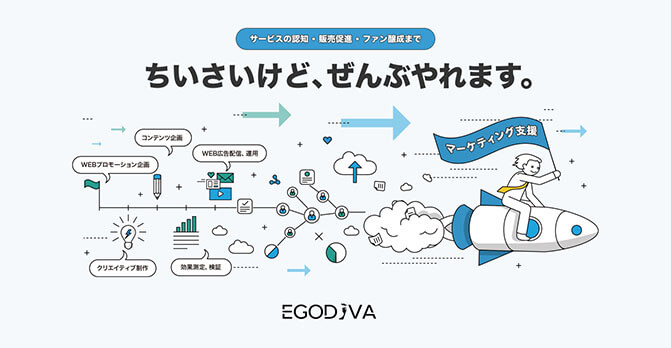 サービスの認知・販売促進・ファン醸成まで
ちいさいけど、ぜんぶやれます。
コンテンツ企画
WEBプロモーション企画
WEB広告配信、運用
マーケティング支援
クリエイティブ制作
効果測定、検証
EGODIVA